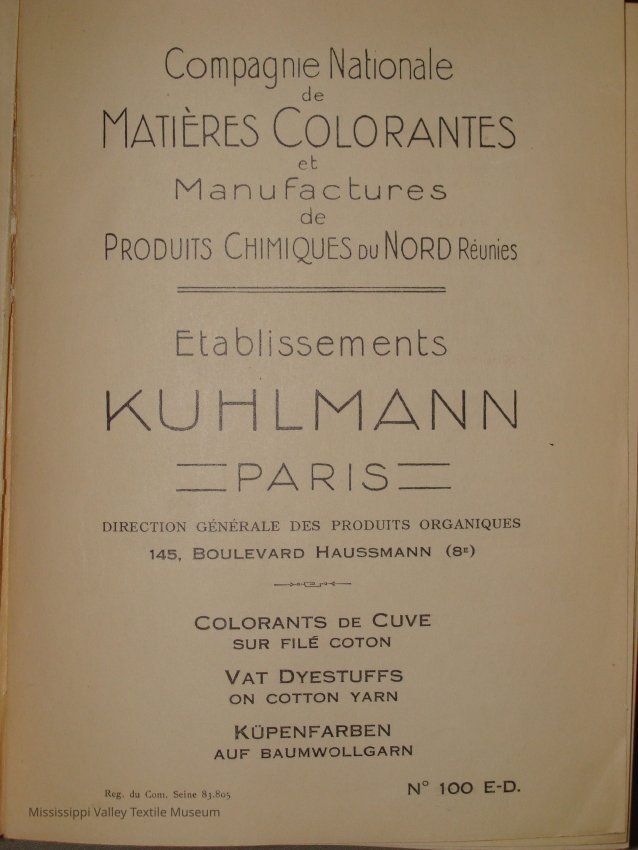 Compagnie Nationale
de
MATIÈRES COLORANTES
et
Manufactures
de
PRODUITS CHIMIQUES DU NORD Réunies
Etablissements
KUHLMANN
PARIS
DIRECTION GÉNÉRALE DES PRODUITS ORGANIQUES
145, BOULEVARD HAUSSMANN (8E)
COLORANTS DE CUVE
SUR FILÉ COTON
VAT DYESTUFFS
ON COTTON YARN
KÜPENFARBEN
AUF BAUMWOLLGARN
Reg. du Com. Seine 83.805
N° 100 E-D.
Mississippi Valley Textile Museum